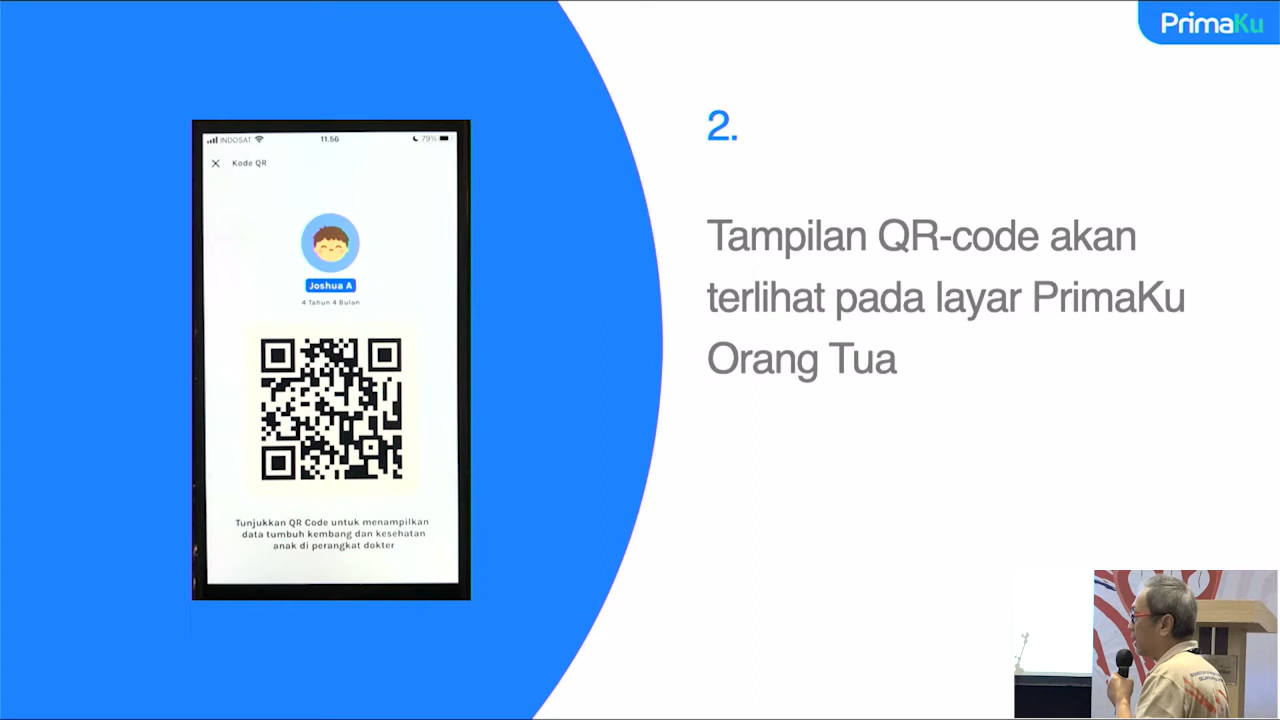 PrimaKu
INDOSAT
11.56
79%
Kode QR
Joshua A
4 Tahun 4 Bulan
Tunjukkan QR Code untuk menampilkan
data tumbuh kembang dan kesehatan
anak di perangkat dokter
2.
Tampilan QR-code akan
terlihat pada layar PrimaKu
Orang Tua